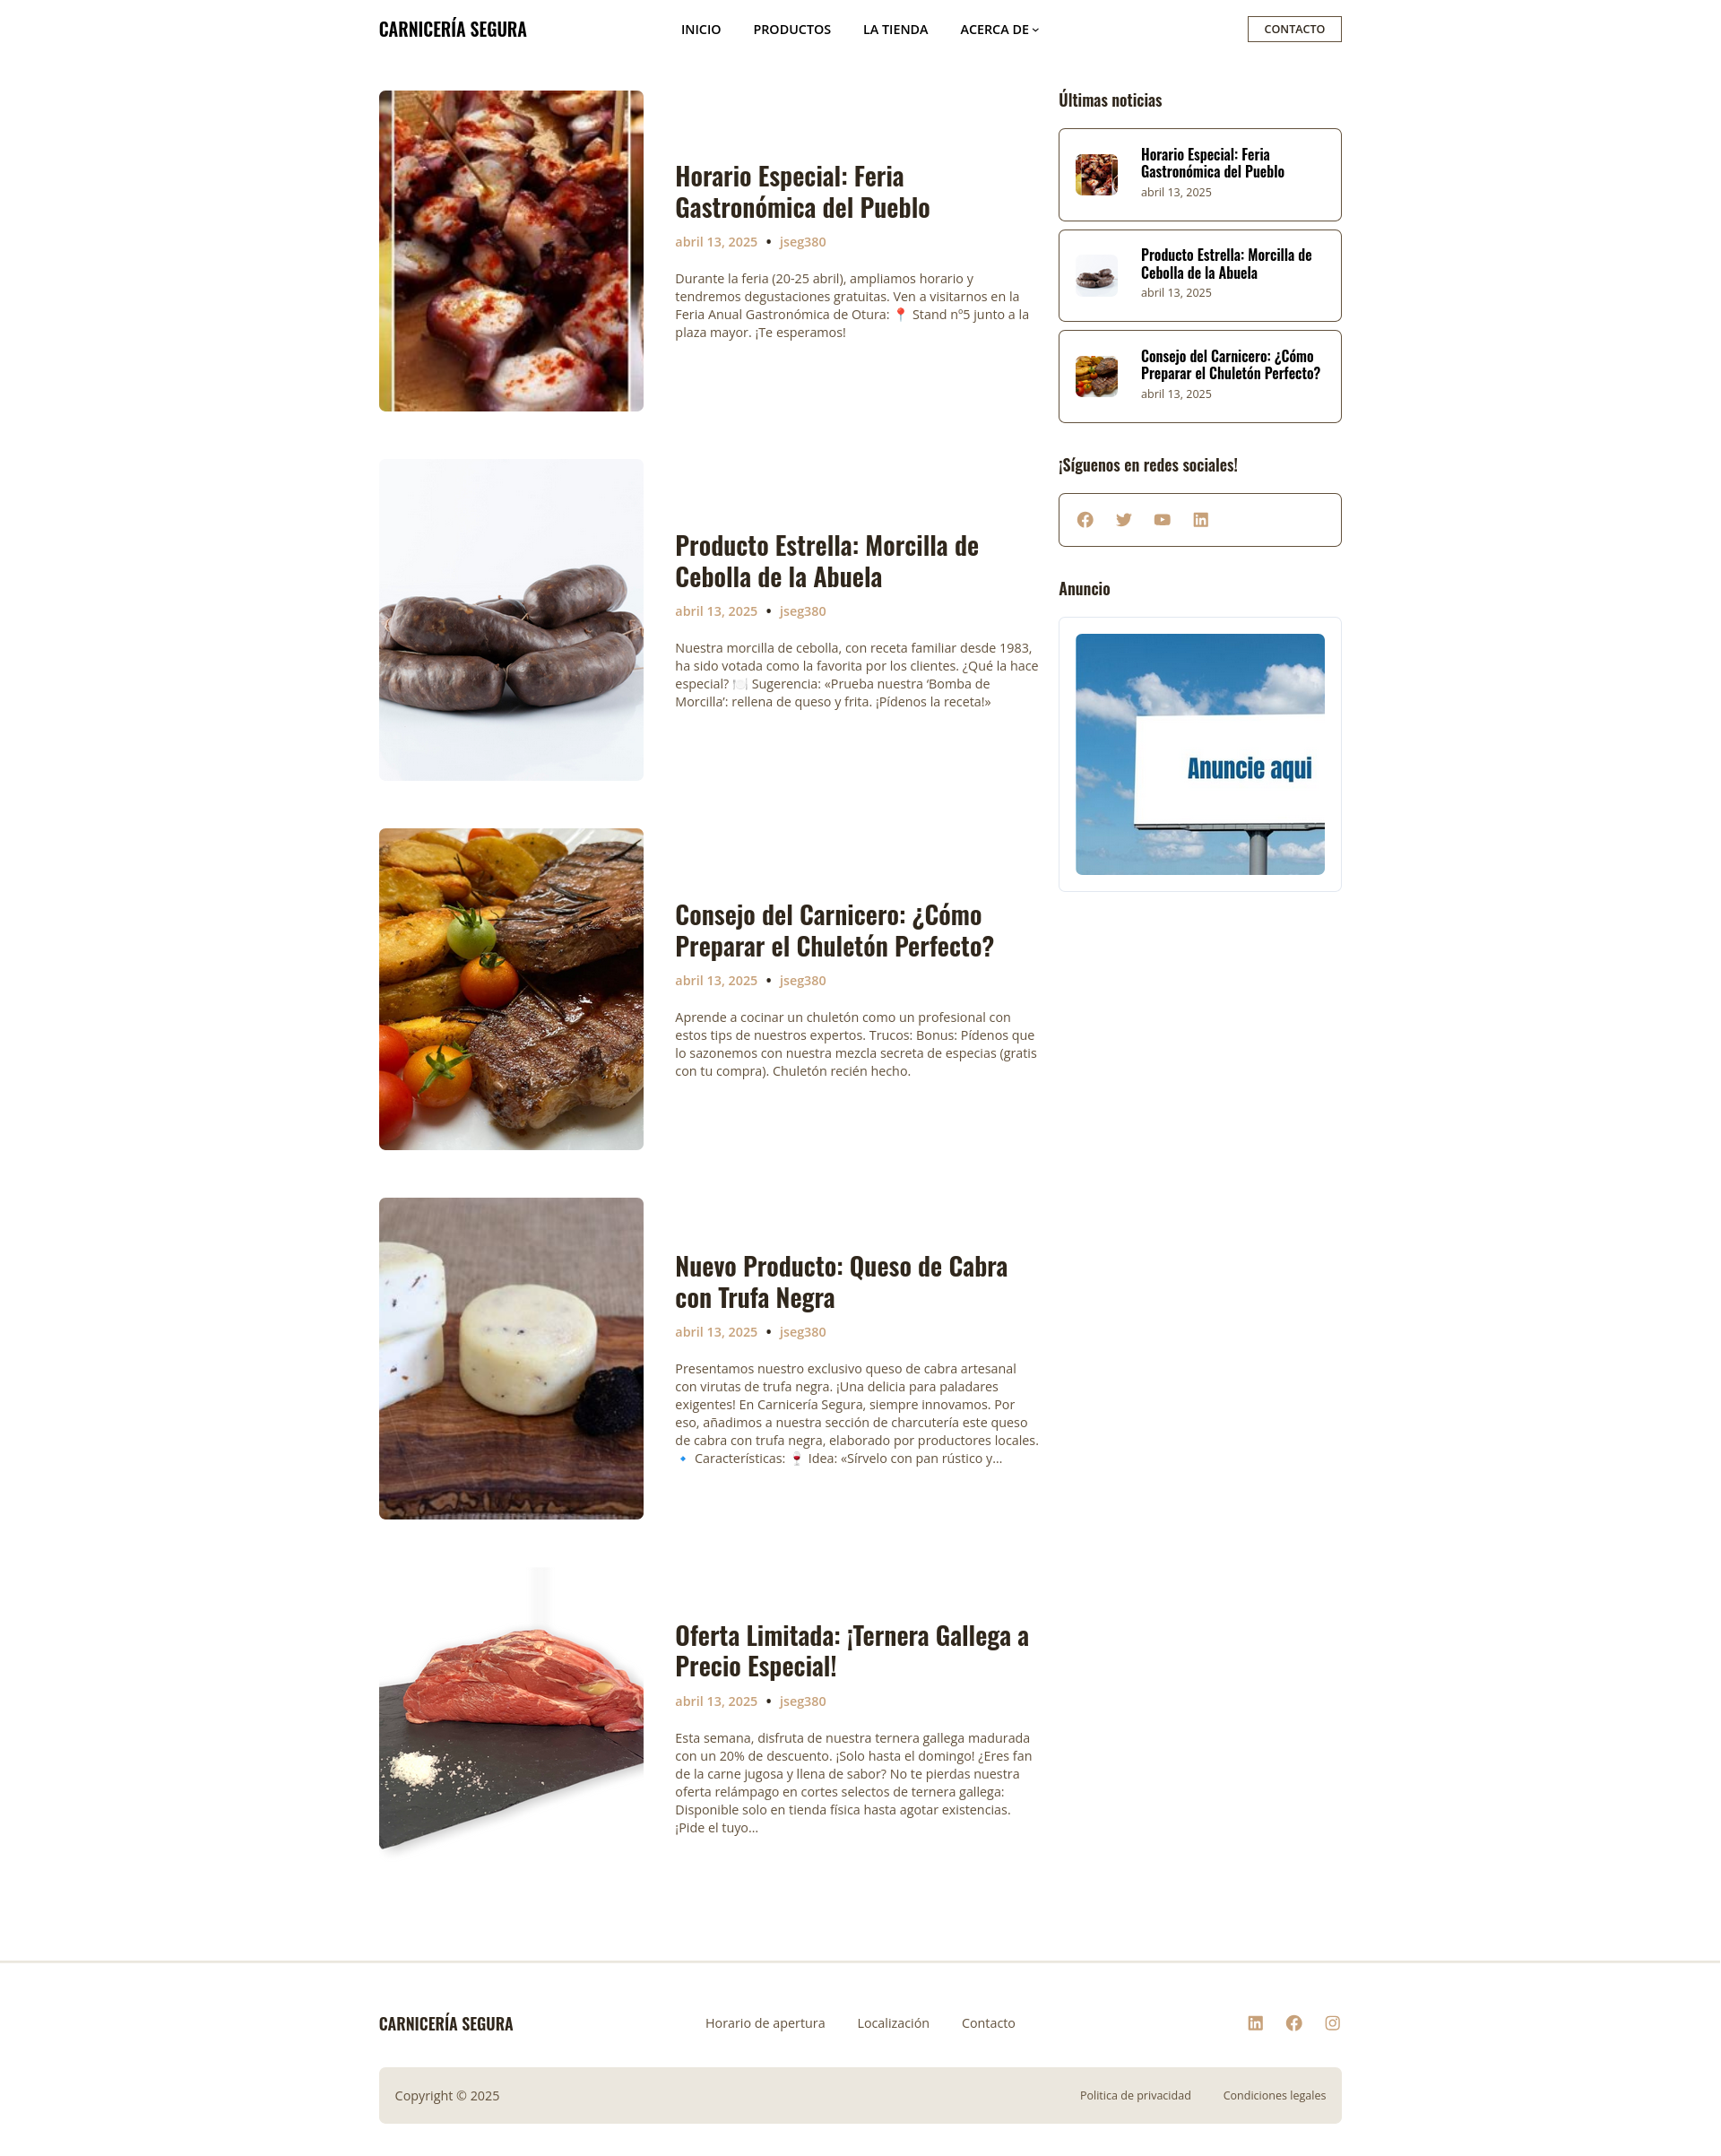 CARNICERÍA SEGURA
INICIO PRODUCTOS LA TIENDA ACERCA DE
CONTACTO
Horario Especial: Feria
Gastronómica del Pueblo
abril 13, 2025 • jseg380
Durante la feria (20-25 abril), ampliamos horario y
tendremos degustaciones gratuitas. Ven a visitarnos en la
Feria Anual Gastronómica de Otura: 📍 Stand nº5 junto a la
plaza mayor. ¡Te esperamos!
Producto Estrella: Morcilla de
Cebolla de la Abuela
abril 13, 2025 • jseg380
Nuestra morcilla de cebolla, con receta familiar desde 1983,
ha sido votada como la favorita por los clientes. ¿Qué la hace
especial? 🍽️ Sugerencia: «Prueba nuestra ‘Bomba de
Morcilla’: rellena de queso y frita. ¡Pídenos la receta!»
Consejo del Carnicero: ¿Cómo
Preparar el Chuletón Perfecto?
abril 13, 2025 • jseg380
Aprende a cocinar un chuletón como un profesional con
estos tips de nuestros expertos. Trucos: Bonus: Pídenos que
lo sazonemos con nuestra mezcla secreta de especias (gratis
con tu compra). Chuletón recién hecho.
Nuevo Producto: Queso de Cabra
con Trufa Negra
abril 13, 2025 • jseg380
Presentamos nuestro exclusivo queso de cabra artesanal
con virutas de trufa negra. ¡Una delicia para paladares
exigentes! En Carnicería Segura, siempre innovamos. Por
eso, añadimos a nuestra sección de charcutería este queso
de cabra con trufa negra, elaborado por productores locales.
🔹 Características: 🍷 Idea: «Sírvelo con pan rústico y…
Oferta Limitada: ¡Ternera Gallega a
Precio Especial!
abril 13, 2025 • jseg380
Esta semana, disfruta de nuestra ternera gallega madurada
con un 20% de descuento. ¡Solo hasta el domingo! ¿Eres fan
de la carne jugosa y llena de sabor? No te pierdas nuestra
oferta relámpago en cortes selectos de ternera gallega:
Disponible solo en tienda física hasta agotar existencias.
¡Pide el tuyo…
Últimas noticias
Horario Especial: Feria
Gastronómica del Pueblo
abril 13, 2025
Producto Estrella: Morcilla de
Cebolla de la Abuela
abril 13, 2025
Consejo del Carnicero: ¿Cómo
Preparar el Chuletón Perfecto?
abril 13, 2025
¡Síguenos en redes sociales!
Anuncio
Anuncie aqui
CARNICERÍA SEGURA
Horario de apertura Localización Contacto
Copyright © 2025
Politica de privacidad Condiciones legales